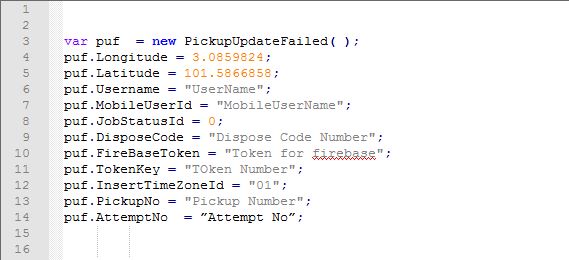 1
2
3 var puf  = new PickupUpdateFailed( );
4 puf.Longitude = 3.0859824;
5 puf.Latitude = 101.5866858;
6 puf.Username = "UserName";
7 puf.MobileUserId = "MobileUserName";
8 puf.JobStatusId = 0;
9 puf.DisposeCode = "Dispose Code Number";
10 puf.FireBaseToken = "Token for firebase";
11 puf.TokenKey = "TOken Number";
12 puf.InsertTimeZoneId = "01";
13 puf.PickupNo = "Pickup Number";
14 puf.AttemptNo  = ”Attempt No”;
15
16